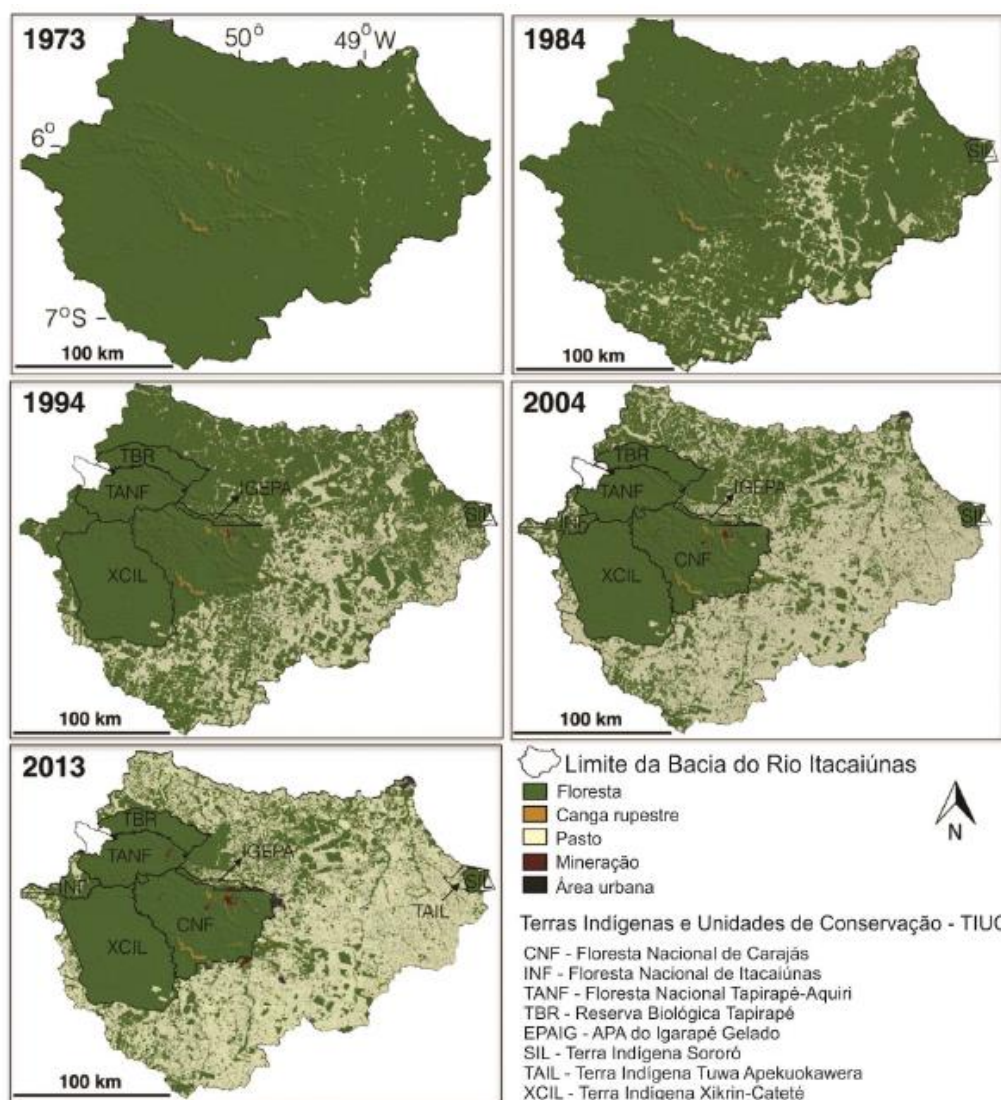 1973
50°
49°W
6°
7°S
100 km
1984
SIL
100 km
1994
TBR
TANF
IGEPA
SIL
XCIL
100 km
2004
TBR
TANF
IGEPA
INF
SIL
XCIL
CNF
100 km
2013
TBR
TANF
IGEPA
INF
CNF
SIL
TAIL
XCIL
100 km
Limite da Bacia do Rio Itacaiúnas
Floresta
Canga rupestre
Pasto
Mineração
Área urbana
N
Terras Indígenas e Unidades de Conservação - TIUC
CNF - Floresta Nacional de Carajás
INF - Floresta Nacional de Itacaiúnas
TANF - Floresta Nacional Tapirapé-Aquiri
TBR - Reserva Biológica Tapirapé
EPAIG - APA do Igarapé Gelado
SIL - Terra Indígena Sororó
TAIL - Terra Indígena Tuwa Apekuokawera
XCIL - Terra Indígena Xikrin-Cateté